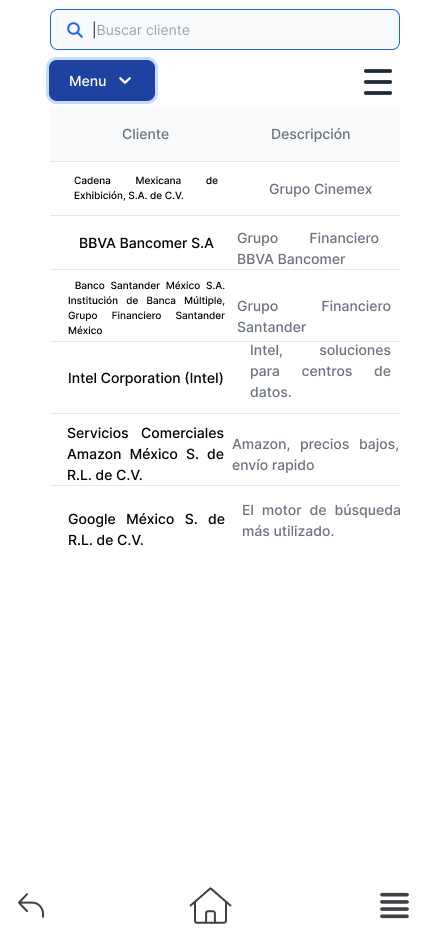 Buscar cliente
Menu
Cliente
Descripción
Cadena Mexicana de
Exhibición, S.A. de C.V.
Grupo Cinemex
BBVA Bancomer S.A
Grupo Financiero
BBVA Bancomer
Banco Santander México S.A.
Institución de Banca Múltiple,
Grupo Financiero Santander
México
Grupo Financiero
Santander
Intel Corporation (Intel)
Intel, soluciones
para centros de
datos.
Servicios Comerciales
Amazon México S. de
R.L. de C.V.
Amazon, precios bajos,
envío rapido
Google México S. de
R.L. de C.V.
El motor de búsqueda
más utilizado.